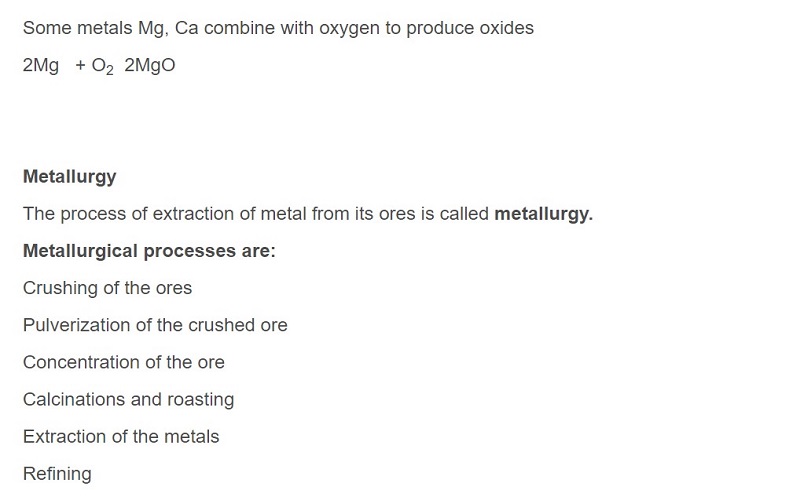 Some metals Mg, Ca combine with oxygen to produce oxides
2Mg + O₂ 2MgO
Metallurgy
The process of extraction of metal from its ores is called metallurgy.
Metallurgical processes are:
Crushing of the ores
Pulverization of the crushed ore
Concentration of the ore
Calcinations and roasting
Extraction of the metals
Refining